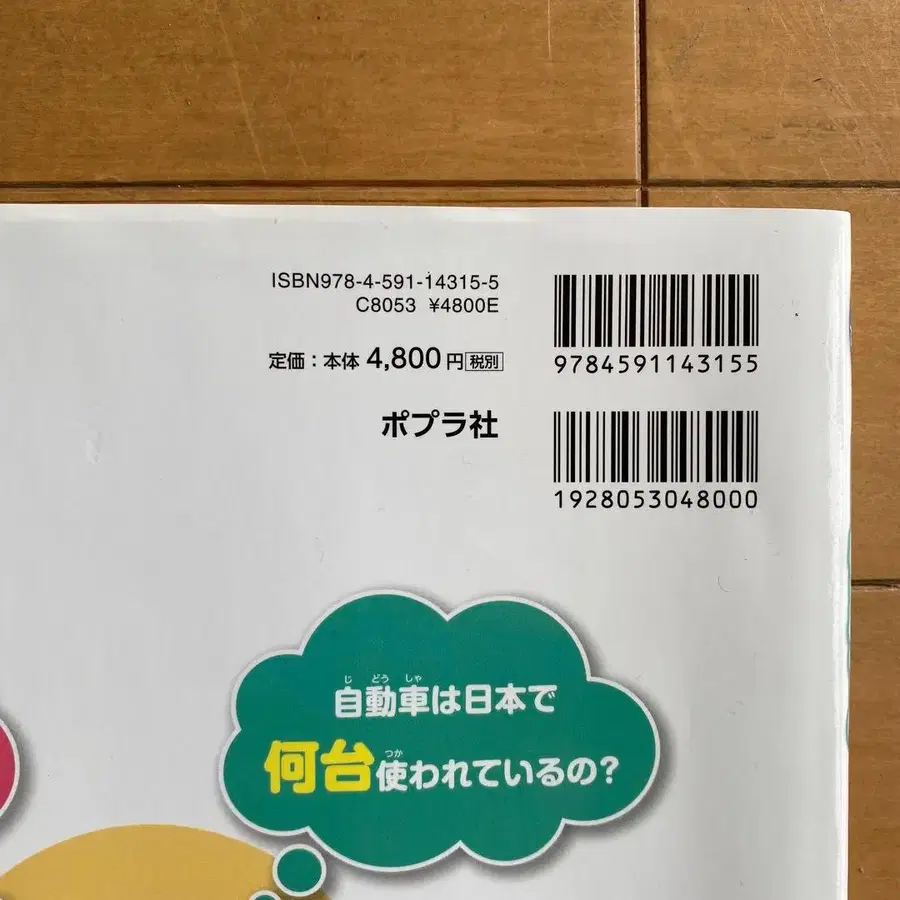 ISBN978-4-591-14315-5
C8053 ¥4800E
定価：本体4,800円税別
ポプラ社
9784591143155
1928053048000
じどうしゃ
自動車は日本で
つか
何台使われているの？